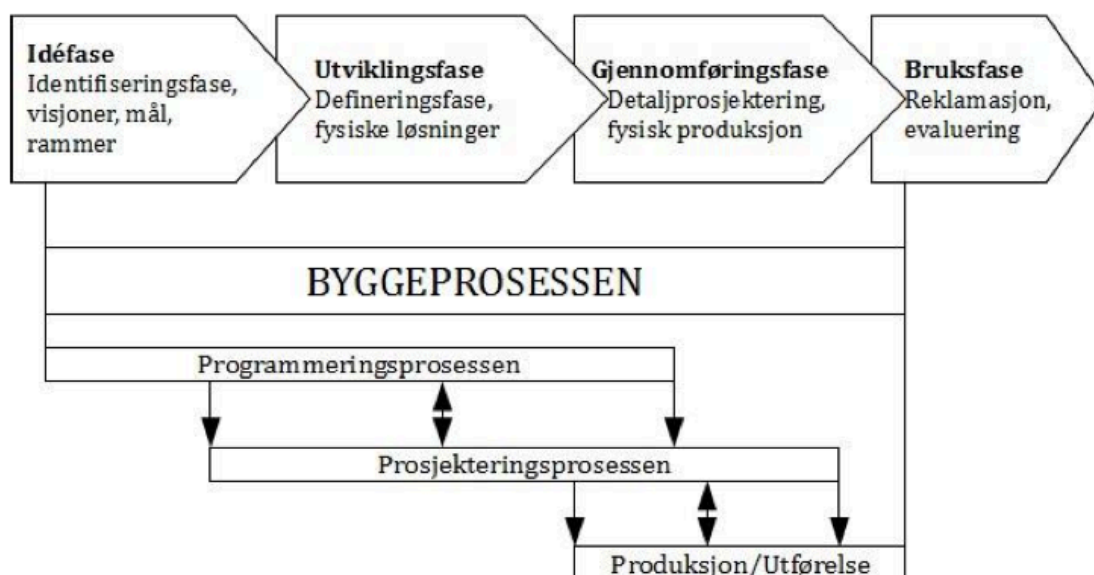 Idéfase
Identifiseringsfase,
visjoner, mål,
rammer
Utviklingsfase
Defineringsfase,
fysiske løsninger
Gjennomføringsfase
Detaljprosjektering,
fysisk produksjon
Bruksfase
Reklamasjon,
evaluering
BYGGEPROSESSEN
Programmeringsprosessen
Prosjekteringsprosessen
Produksjon/Utførelse